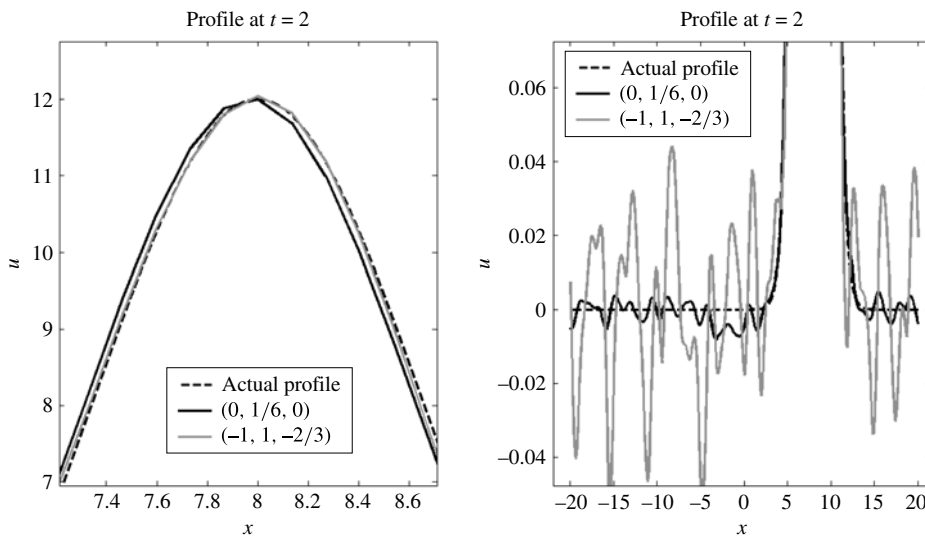 Profile at t = 2
12
11
10
9
8
7
u
Actual profile
(0, 1/6, 0)
(–1, 1, –2/3)
7.4 7.6 7.8 8 8.2 8.4 8.6
x
Profile at t = 2
0.06
0.04
0.02
0
–0.02
–0.04
u
Actual profile
(0, 1/6, 0)
(–1, 1, –2/3)
–20 –15 –10 –5 0 5 10 15 20
x